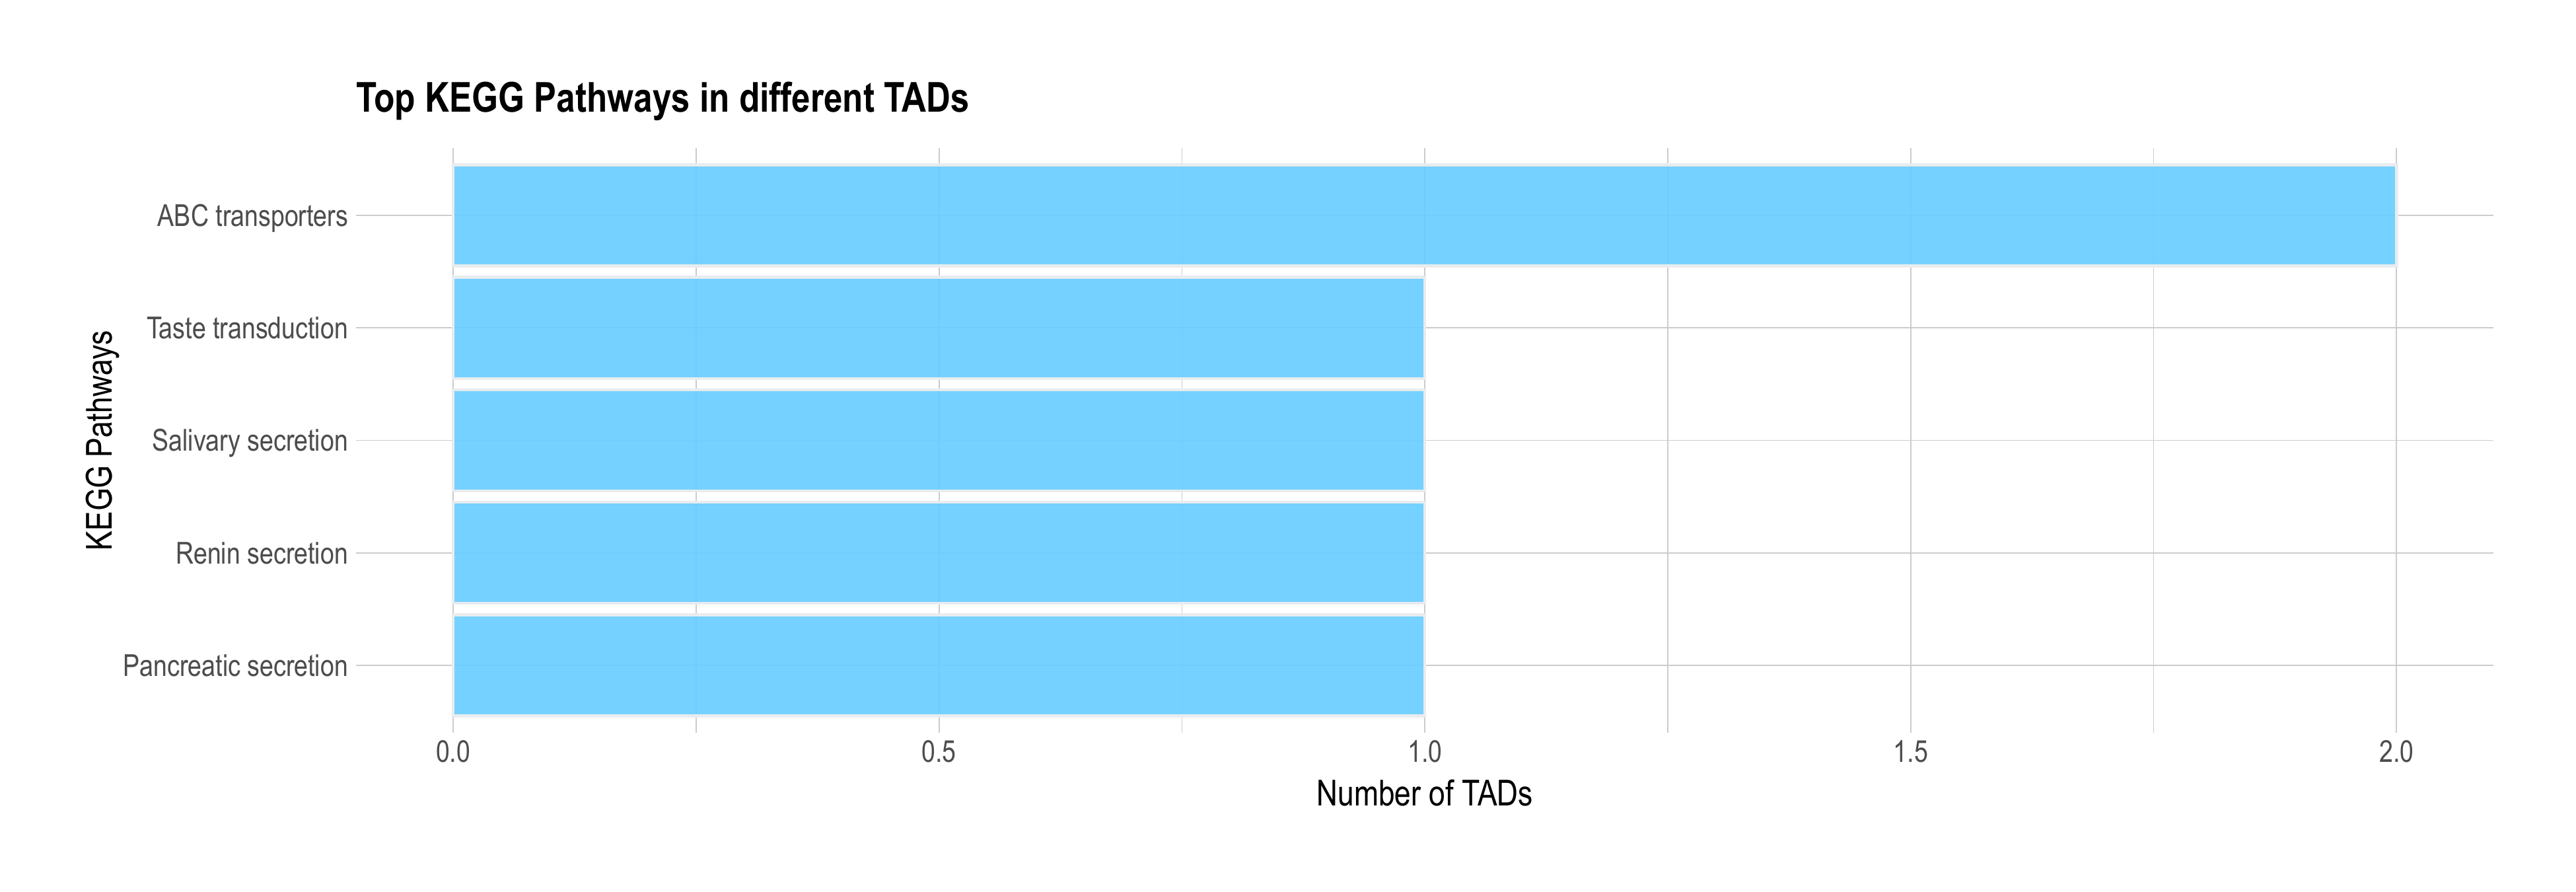 Top KEGG Pathways in different TADs
KEGG Pathways
ABC transporters
Taste transduction
Salivary secretion
Renin secretion
Pancreatic secretion
0.0 0.5 1.0 1.5 2.0
Number of TADs